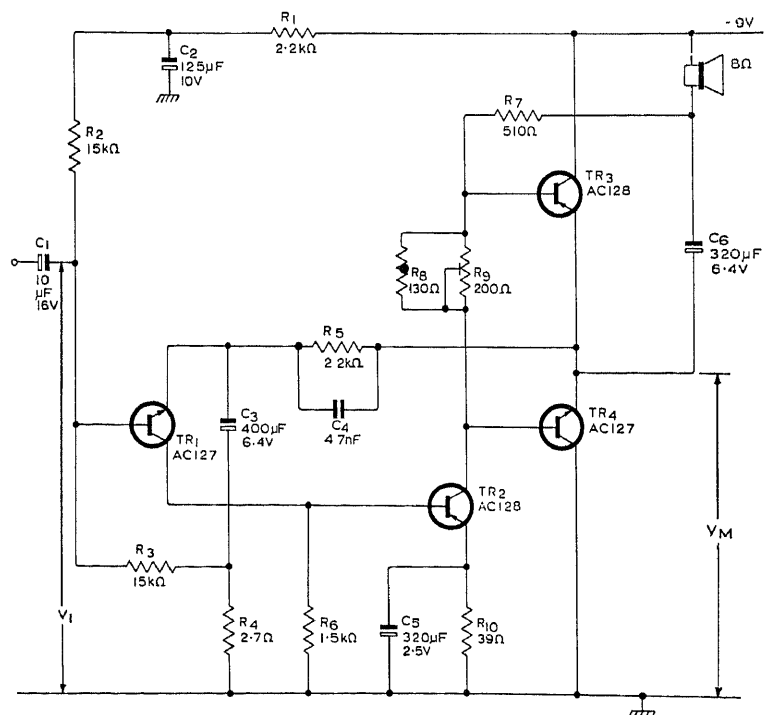 R1
2.2kΩ
-9V
C2
125µF
10V
8Ω
R7
510Ω
R2
15kΩ
TR3
AC128
C1
10
µF
16V
R8
130Ω
R9
200Ω
C6
320µF
6.4V
R5
2.2kΩ
C3
400µF
6.4V
C4
47nF
TR1
AC127
TR4
AC127
TR2
AC128
VM
R3
15kΩ
V1
R4
2.7Ω
R6
1.5kΩ
C5
320µF
2.5V
R10
39Ω